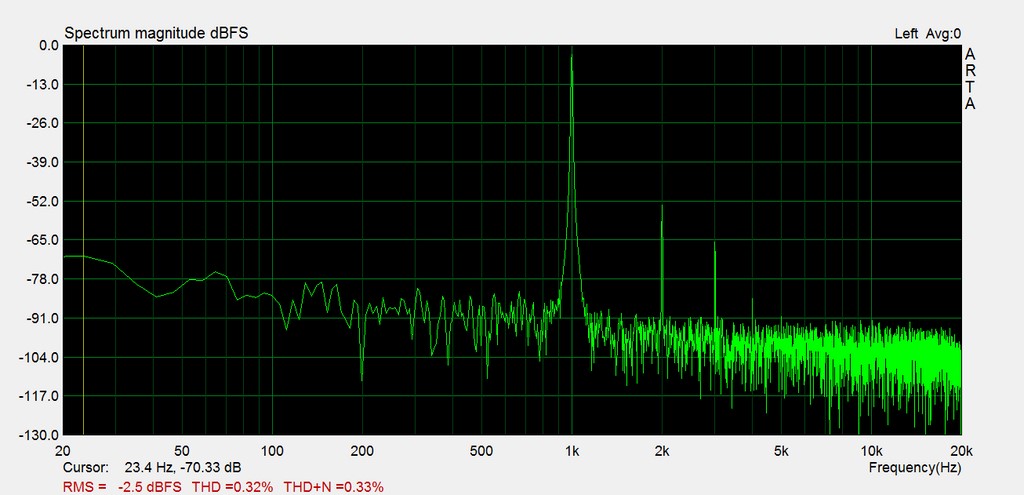 Spectrum magnitude dBFS
Left Avg:0
0.0
-13.0
-26.0
-39.0
-52.0
-65.0
-78.0
-91.0
-104.0
-117.0
-130.0
A
R
T
A
20 50 100 200 500 1k 2k 5k 10k 20k
Cursor: 23.4 Hz, -70.33 dB
Frequency(Hz)
RMS = -2.5 dBFS THD =0.32% THD+N =0.33%